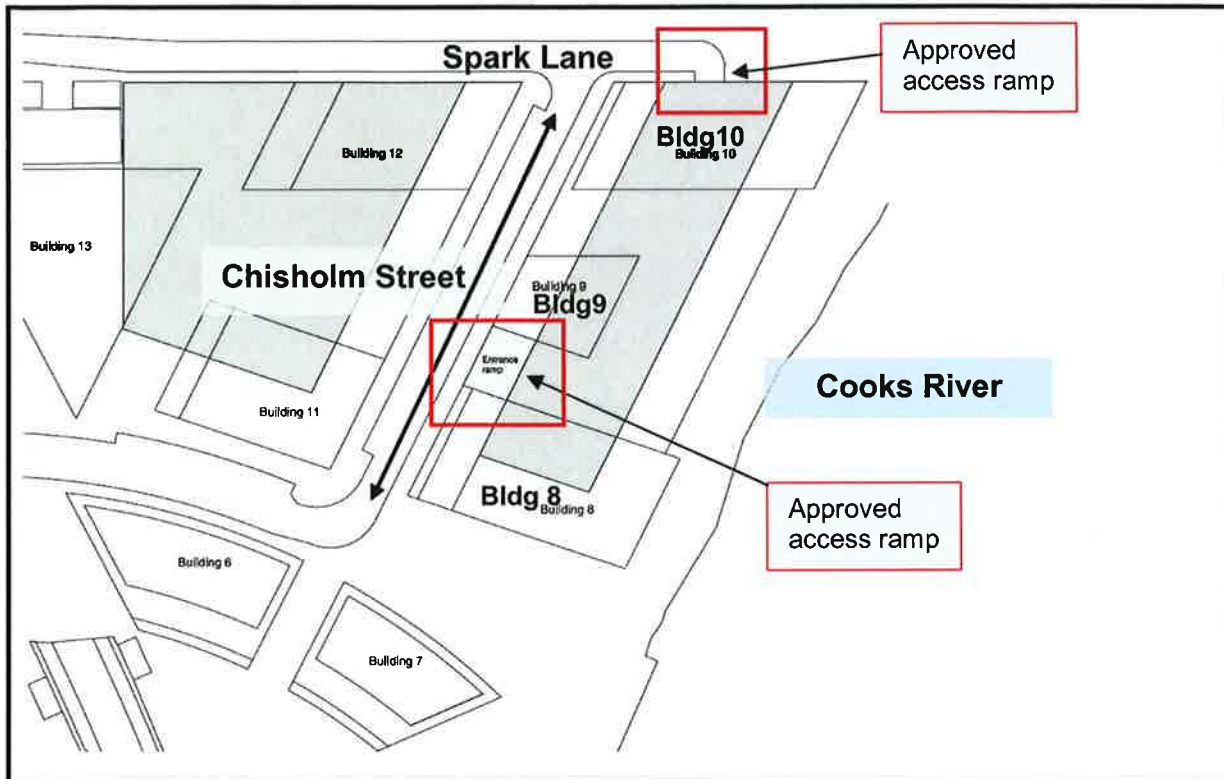 Spark Lane
Approved
access ramp
Bldg10
Building 10
Building 12
Building 13
Chisholm Street
Building 9
Bldg9
Entrance
ramp
Cooks River
Building 11
Bldg 8
Building 8
Approved
access ramp
Building 6
Building 7